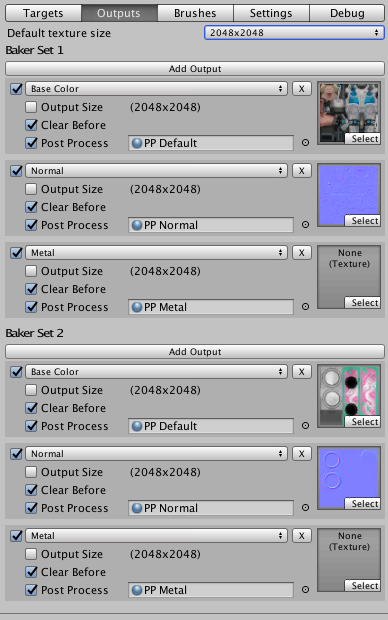 Targets Outputs Brushes Settings Debug
Default texture size 2048x2048
Baker Set 1
Add Output
Base Color X
Output Size (2048x2048)
Clear Before
Post Process PP Default Select
Normal X
Output Size (2048x2048)
Clear Before
Post Process PP Normal Select
Metal X None
(Texture)
Output Size (2048x2048)
Clear Before
Post Process PP Metal Select
Baker Set 2
Add Output
Base Color X
Output Size (2048x2048)
Clear Before
Post Process PP Default Select
Normal X
Output Size (2048x2048)
Clear Before
Post Process PP Normal Select
Metal X None
(Texture)
Output Size (2048x2048)
Clear Before
Post Process PP Metal Select